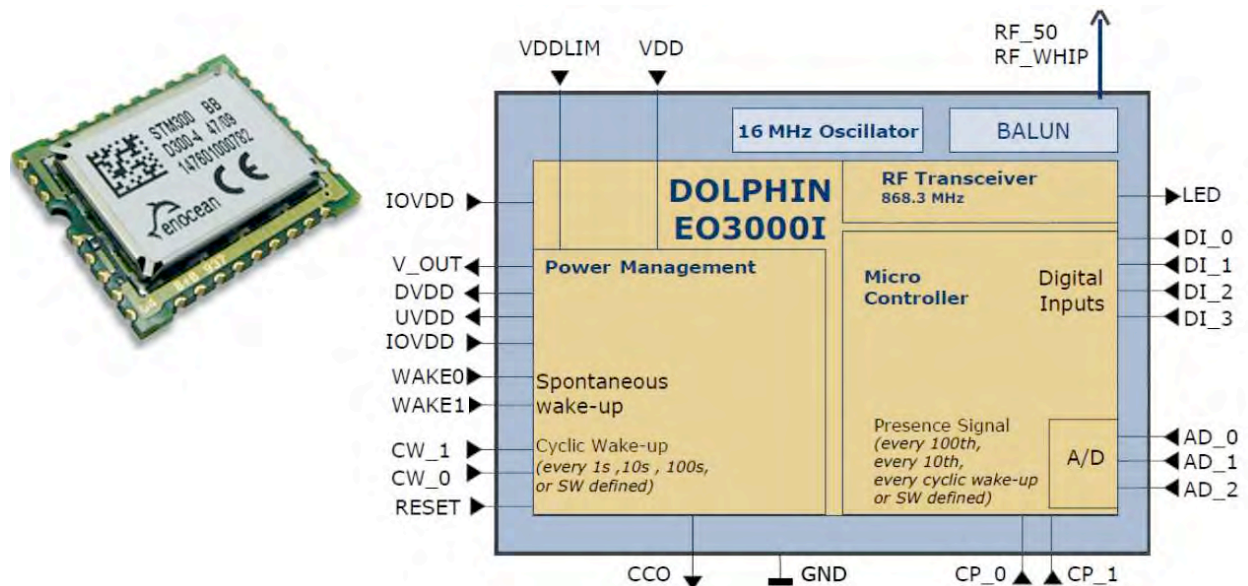 STM300 BB
D300-4 47/09
147601000782
CE
enocean
VDDLIM
VDD
RF_50
RF_WHIP
16 MHz Oscillator
BALUN
DOLPHIN
EO3000I
RF Transceiver
868.3 MHz
IOVDD
V_OUT
DVDD
UVDD
IOVDD
WAKE0
WAKE1
CW_1
CW_0
RESET
Power Management
Spontaneous
wake-up
Cyclic Wake-up
(every 1s ,10s , 100s,
or SW defined)
Micro
Controller
Digital
Inputs
Presence Signal
(every 100th,
every 10th,
every cyclic wake-up
or SW defined)
A/D
LED
DI_0
DI_1
DI_2
DI_3
AD_0
AD_1
AD_2
CCO
GND
CP_0
CP_1